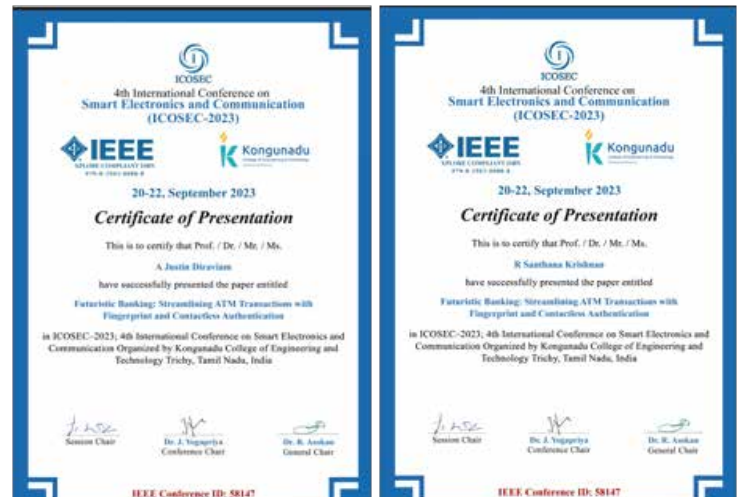 ICOSEC
4th International Conference on
Smart Electronics and Communication
(ICOSEC-2023)
IEEE
XPLORE COMPLIANT ISBN
Kongunadu
20-22, September 2023
Certificate of Presentation
This is to certify that Prof. / Dr. / Mr. / Ms.
A Justin Diraviam
have successfully presented the paper entitled
Futuristic Banking: Streamlining ATM Transactions with
Fingerprint and Contactless Authentication
in ICOSEC-2023; 4th International Conference on Smart Electronics and
Communication Organized by Kongunadu College of Engineering and
Technology Trichy, Tamil Nadu, India
Session Chair
Dr. J. Yogapriya
Conference Chair
Dr. R. Asokan
General Chair
IEEE Conference ID: 58147
ICOSEC
4th International Conference on
Smart Electronics and Communication
(ICOSEC-2023)
IEEE
XPLORE COMPLIANT ISBN
Kongunadu
20-22, September 2023
Certificate of Presentation
This is to certify that Prof. / Dr. / Mr. / Ms.
R Santhana Krishnan
have successfully presented the paper entitled
Futuristic Banking: Streamlining ATM Transactions with
Fingerprint and Contactless Authentication
in ICOSEC-2023; 4th International Conference on Smart Electronics and
Communication Organized by Kongunadu College of Engineering and
Technology Trichy, Tamil Nadu, India
Session Chair
Dr. J. Yogapriya
Conference Chair
Dr. R. Asokan
General Chair
IEEE Conference ID: 58147